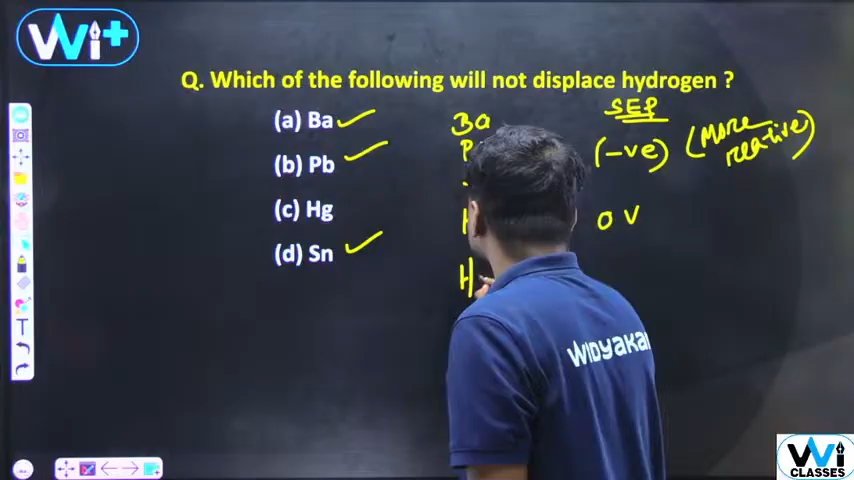 Wi+
Q. Which of the following will not displace hydrogen ?
SEP
(a) Ba
Ba
(-ve)
(More
reactive)
(b) Pb
(c) Hg
0 V
(d) Sn
T
Widyakar
Wi
CLASSES